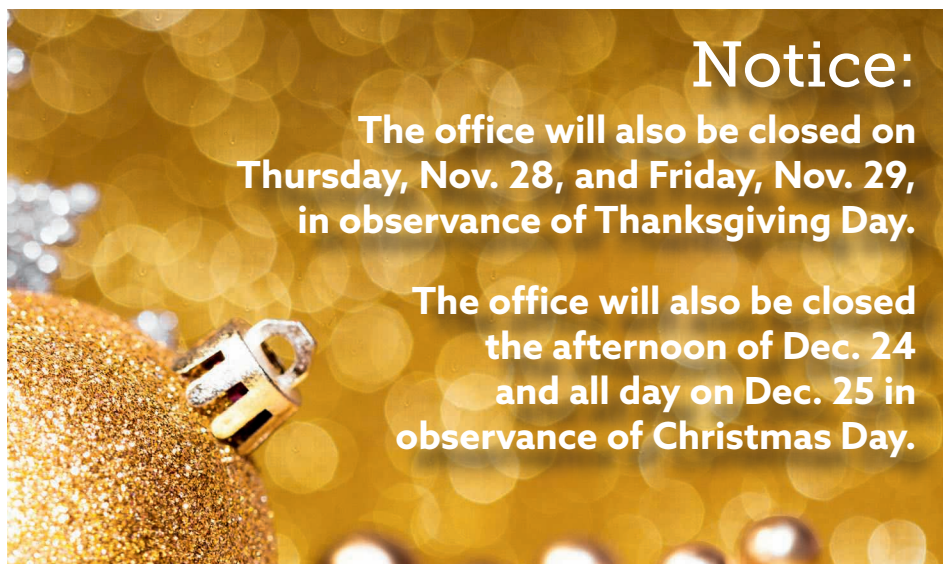 Notice:
The office will also be closed on
Thursday, Nov. 28, and Friday, Nov. 29,
in observance of Thanksgiving Day.
The office will also be closed
the afternoon of Dec. 24
and all day on Dec. 25 in
observance of Christmas Day.